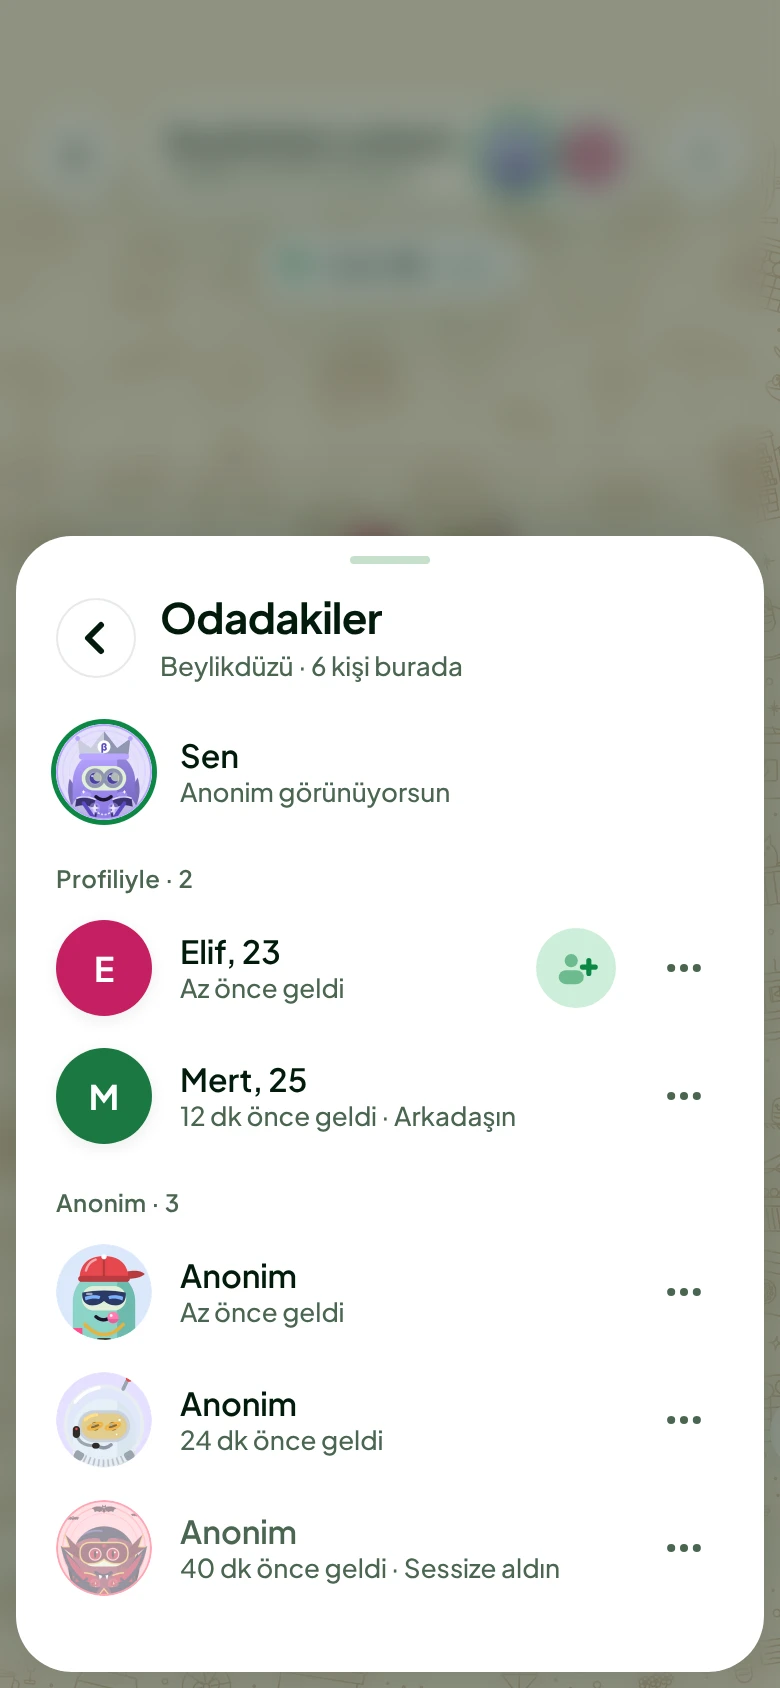 Odadakiler
Beylikdüzü · 6 kişi burada
β
Sen
Anonim görünüyorsun
Profiliyle · 2
E
Elif, 23
Az önce geldi
M
Mert, 25
12 dk önce geldi · Arkadaşın
Anonim · 3
Anonim
Az önce geldi
Anonim
24 dk önce geldi
Anonim
40 dk önce geldi · Sessize aldın